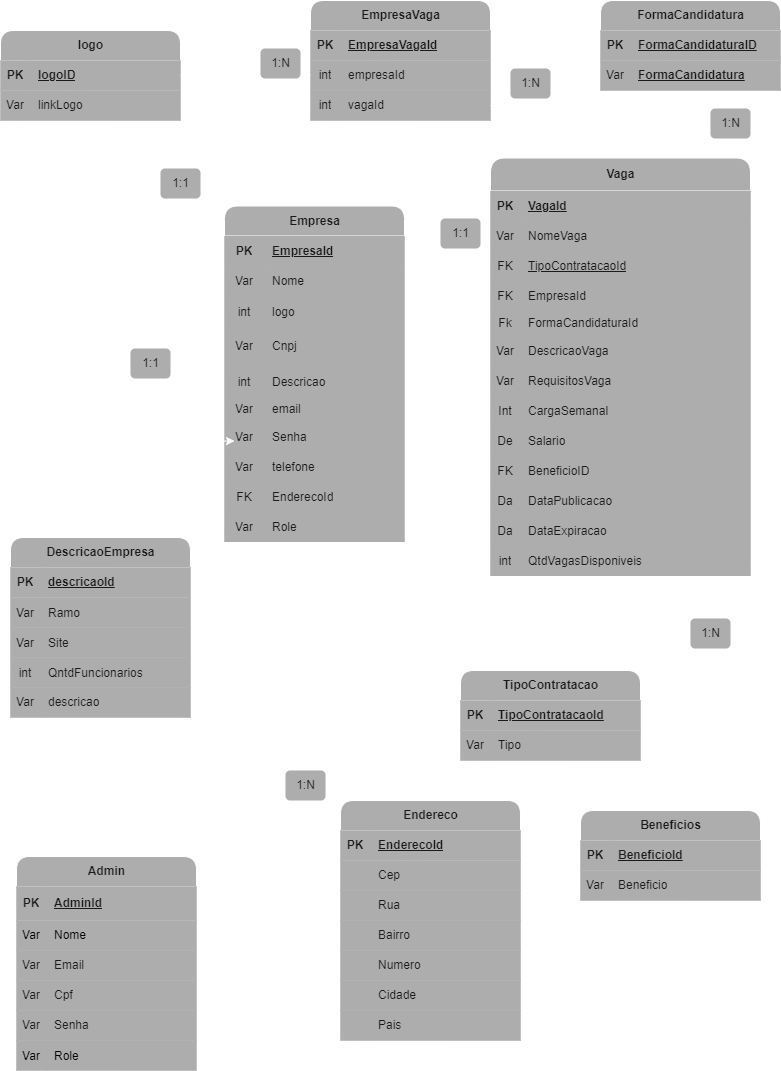 logo
PK logoID
Var linkLogo
1:N
EmpresaVaga
PK EmpresaVagaId
int empresaId
int vagaId
1:N
FormaCandidatura
PK FormaCandidaturaID
Var FormaCandidatura
1:N
1:1
Empresa
PK EmpresaId
Var Nome
int logo
Var Cnpj
int Descricao
Var email
Var Senha
Var telefone
FK EnderecoId
Var Role
1:1
Vaga
PK VagaId
Var NomeVaga
FK TipoContratacaoId
FK EmpresaId
Fk FormaCandidaturaId
Var DescricaoVaga
Var RequisitosVaga
Int CargaSemanal
De Salario
FK BeneficioID
Da DataPublicacao
Da DataExpiracao
int QtdVagasDisponiveis
1:1
DescricaoEmpresa
PK descricaoId
Var Ramo
Var Site
int QntdFuncionarios
Var descricao
1:N
TipoContratacao
PK TipoContratacaoId
Var Tipo
1:N
Endereco
PK EnderecoId
Cep
Rua
Bairro
Numero
Cidade
Pais
Beneficios
PK BeneficioId
Var Beneficio
Admin
PK AdminId
Var Nome
Var Email
Var Cpf
Var Senha
Var Role